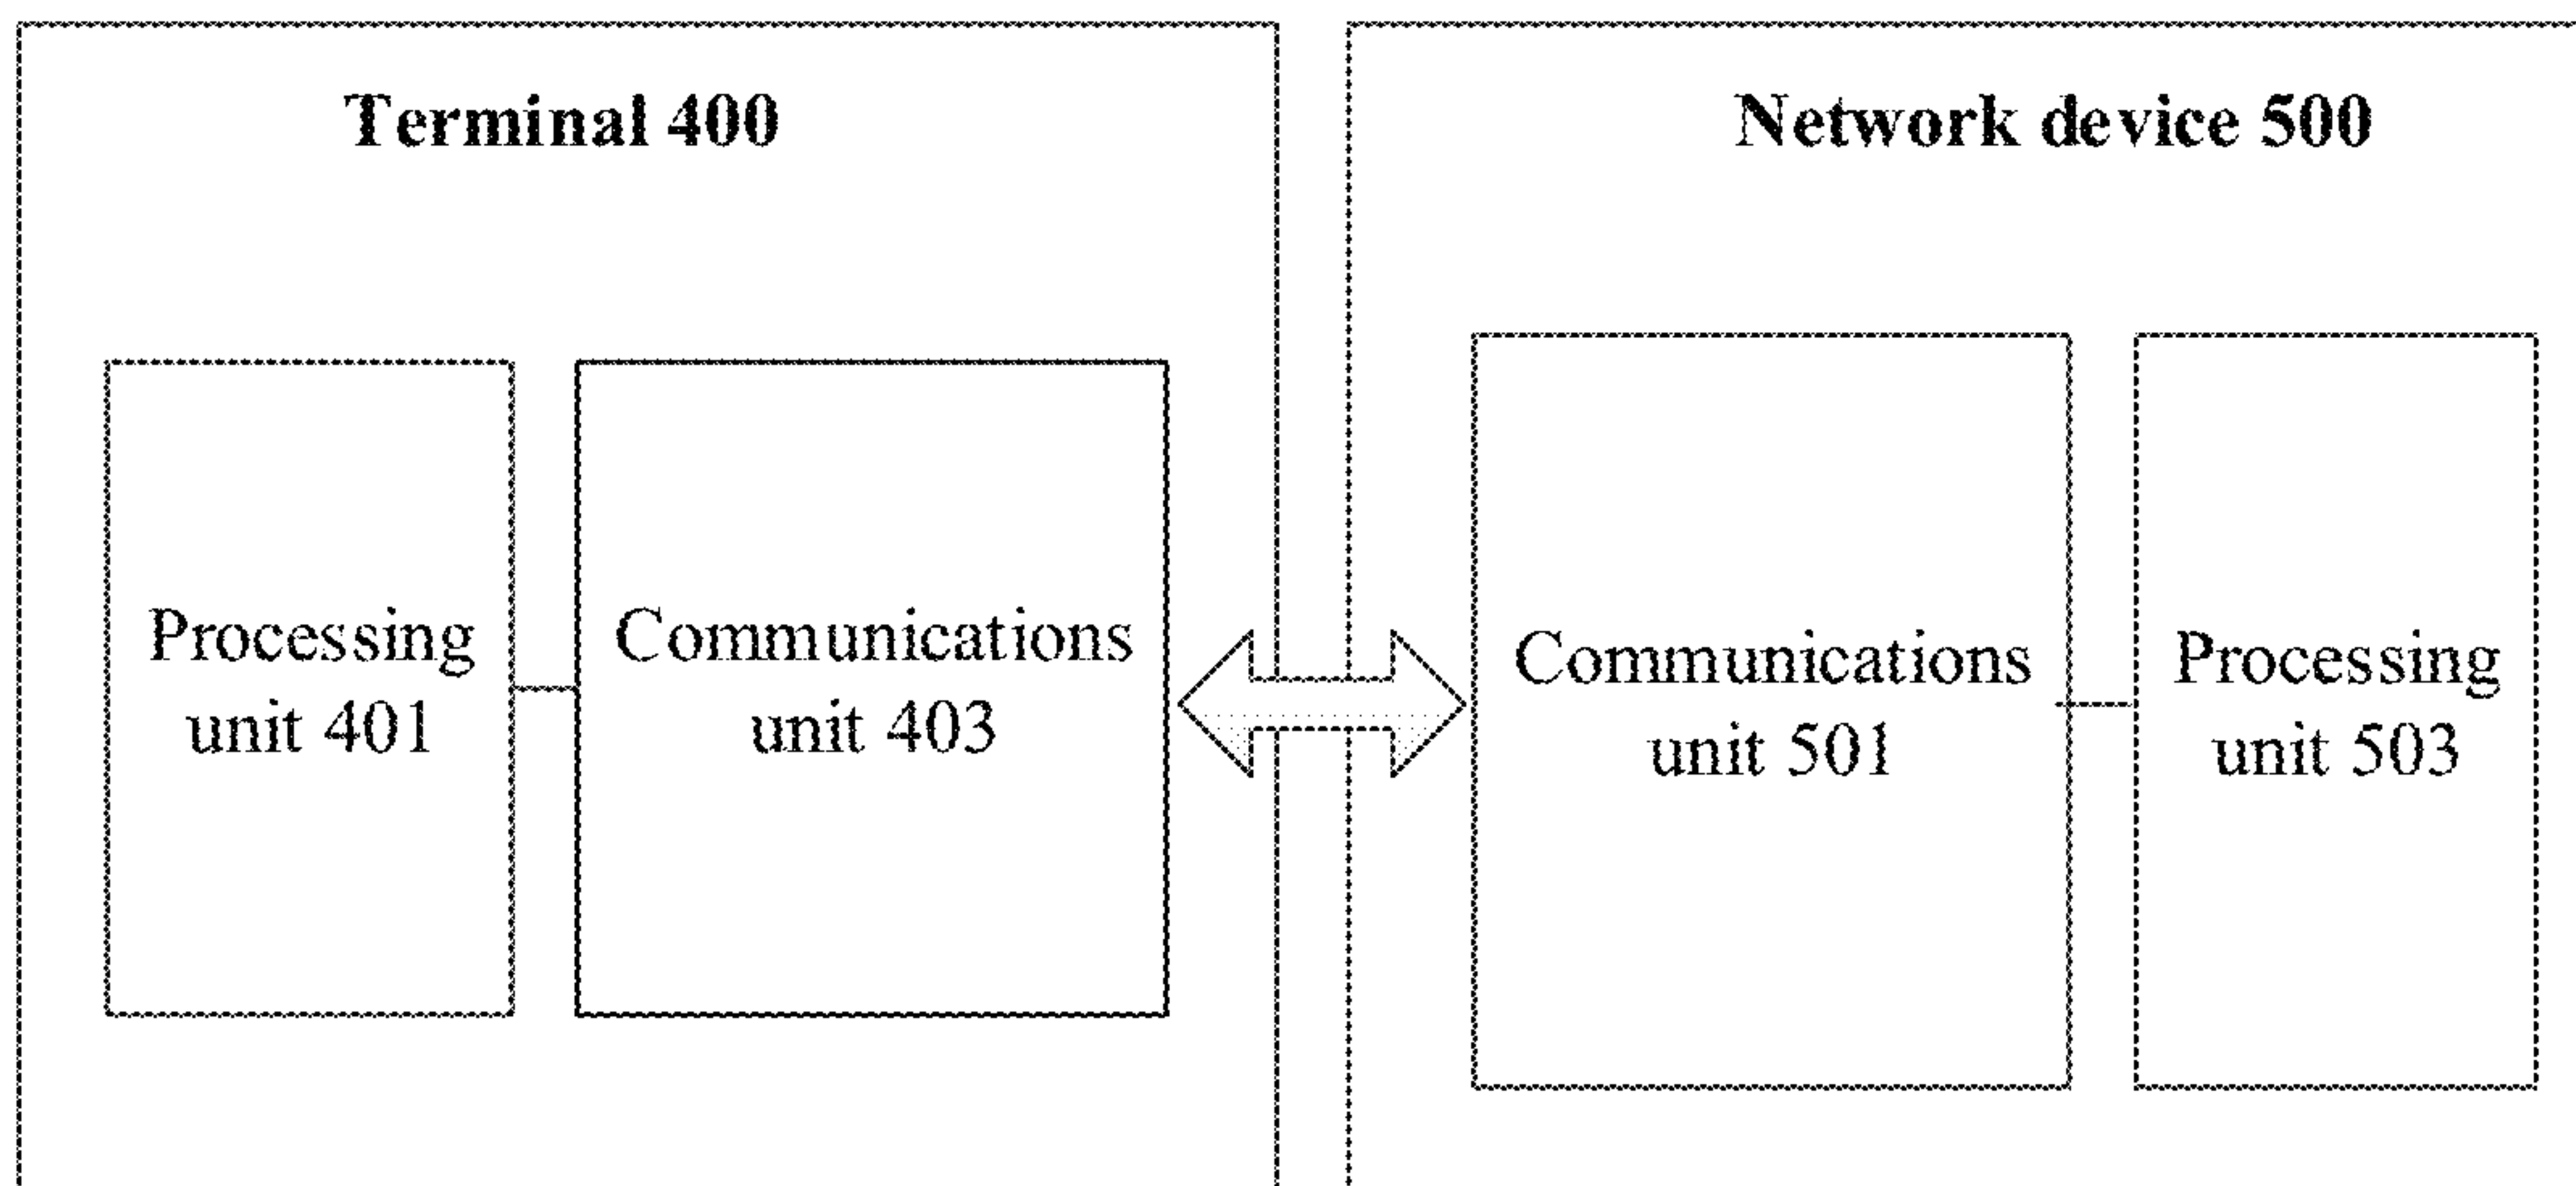 Terminal 400
Network device 500
Processing
unit 401
Communications
unit 403
Communications
unit 501
Processing
unit 503